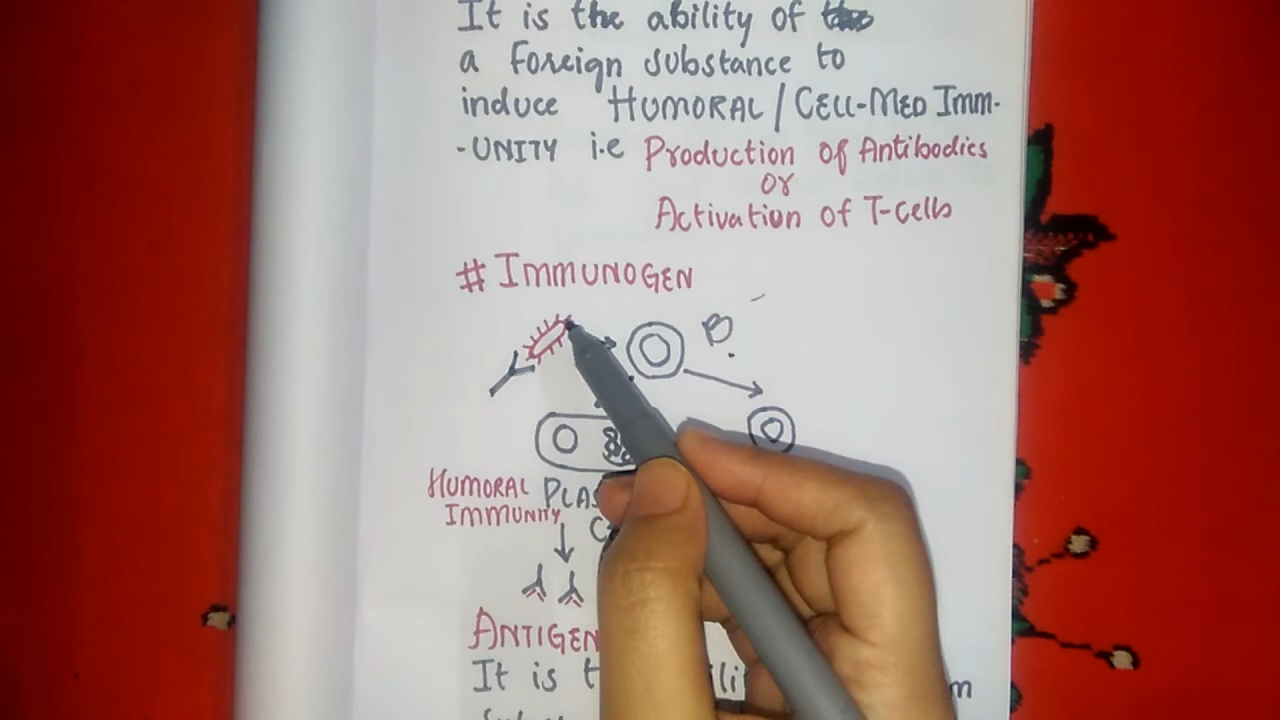 It is the ability of
a Foreign substance to
induce HUMORAL / CELL-MED IMM-
-UNITY i.e Production of Antibodies
or
Activation of T-Cells
# IMMUNOGEN
B
HUMORAL
IMMUNITY
ANTIGEN
It is